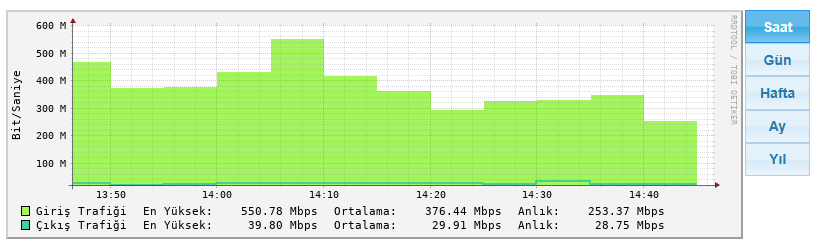 600 M
500 M
400 M
300 M
200 M
100 M
Bit/Saniye
13:50 14:00 14:10 14:20 14:30 14:40
Giriş Trafiği En Yüksek: 550.78 Mbps Ortalama: 376.44 Mbps Anlık: 253.37 Mbps
Çıkış Trafiği En Yüksek: 39.80 Mbps Ortalama: 29.91 Mbps Anlık: 28.75 Mbps
RRDTOOL / TOBI OETIKER
Saat
Gün
Hafta
Ay
Yıl